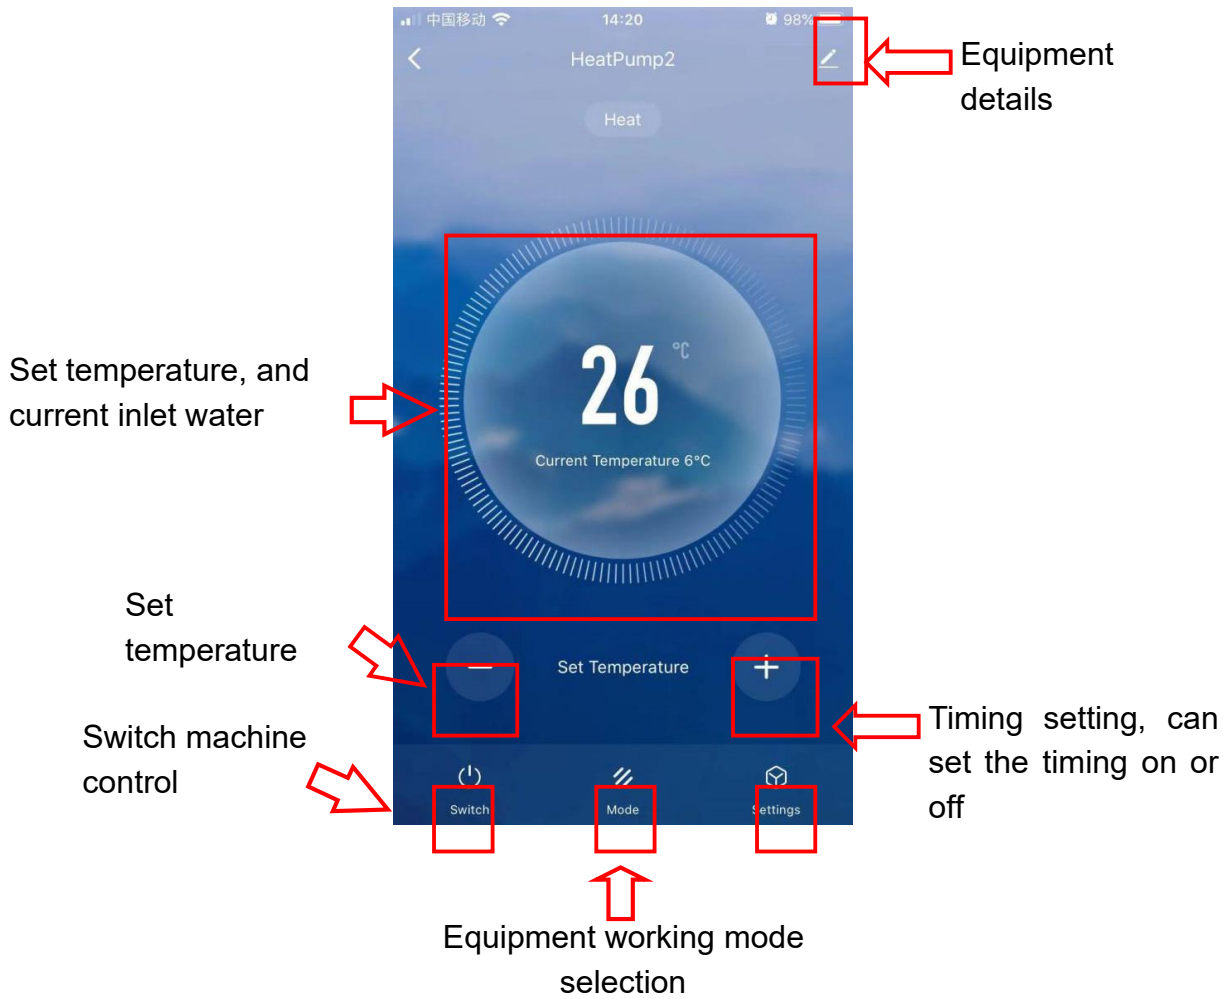 中国移动 14:20 98%
HeatPump2
Equipment
details
Heat
26 °C
Current Temperature 6°C
Set temperature, and
current inlet water
Set
temperature
Set Temperature
Switch machine
control
Timing setting, can
set the timing on or
off
Switch Mode Settings
Equipment working mode
selection